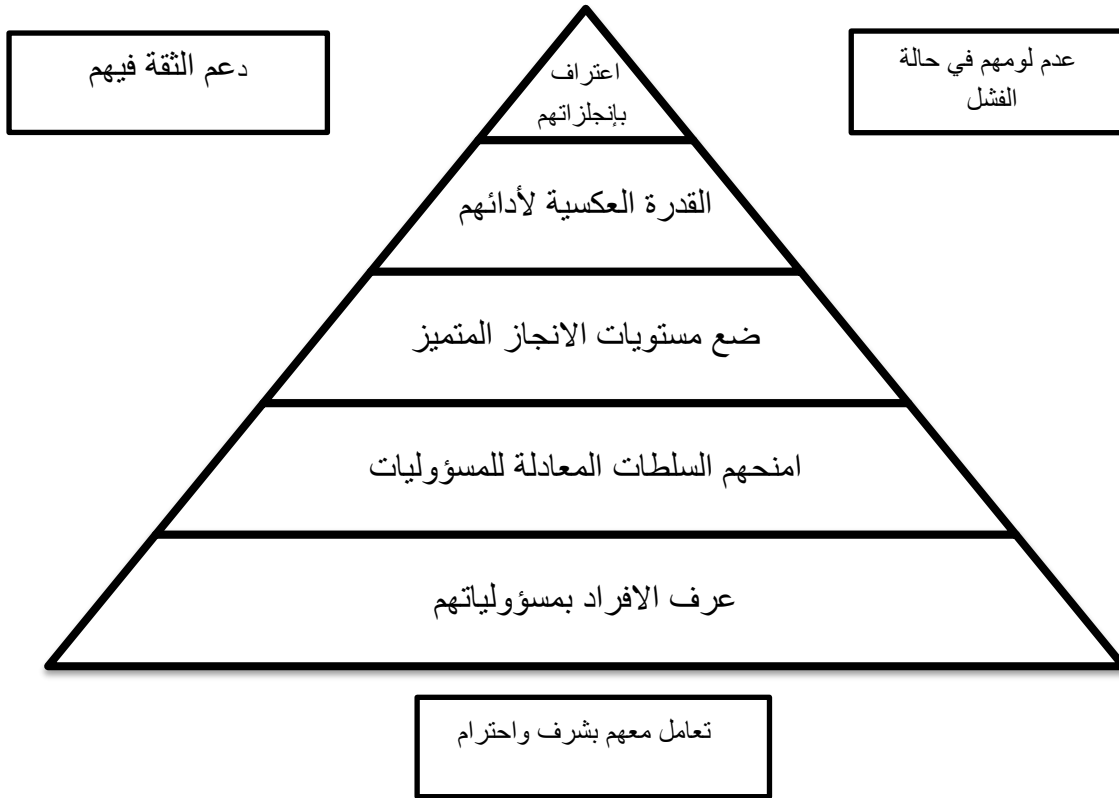 عدم لومهم في حالة
الفشل
دعم الثقة فيهم
اعتراف
بإنجلزاتهم
القدرة العكسية لأدائهم
ضع مستويات الانجاز المتميز
امنحهم السلطات المعادلة للمسؤوليات
عرف الافراد بمسؤولياتهم
تعامل معهم بشرف واحترام